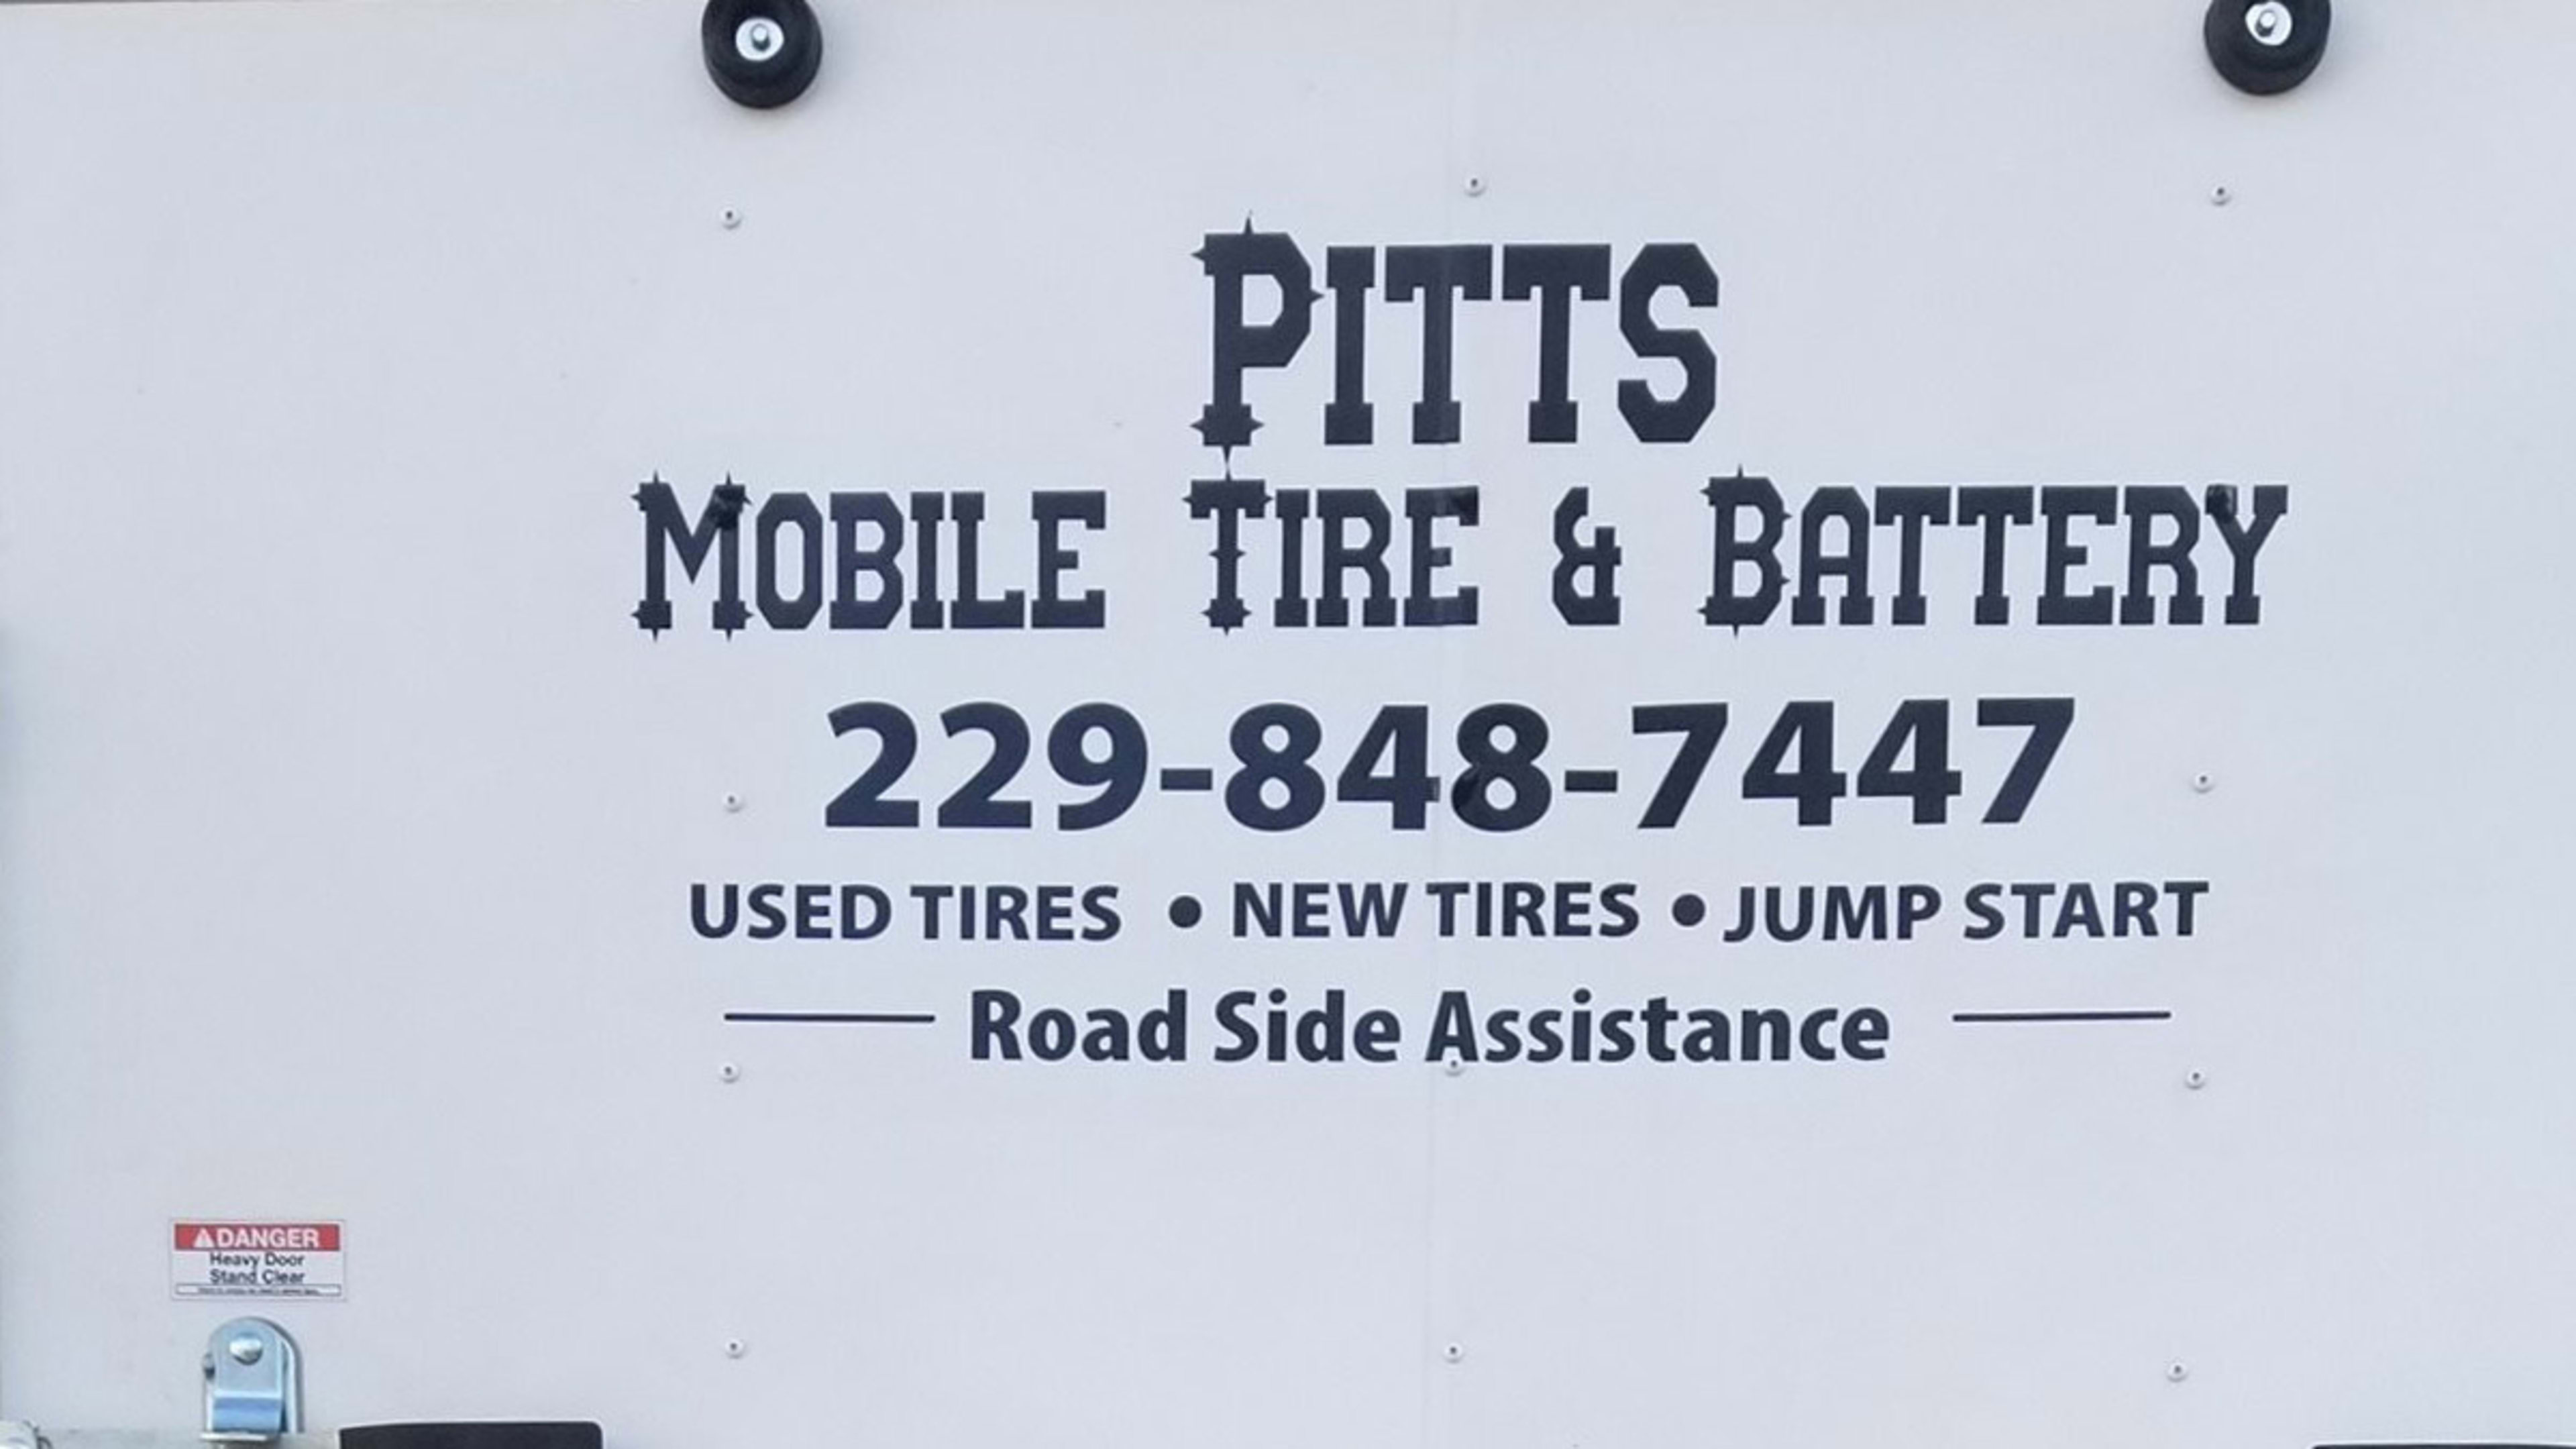 PITTS
MOBILE TIRE & BATTERY
229-848-7447
USED TIRES • NEW TIRES • JUMP START
Road Side Assistance
DANGER
Heavy Door
Stand Clear